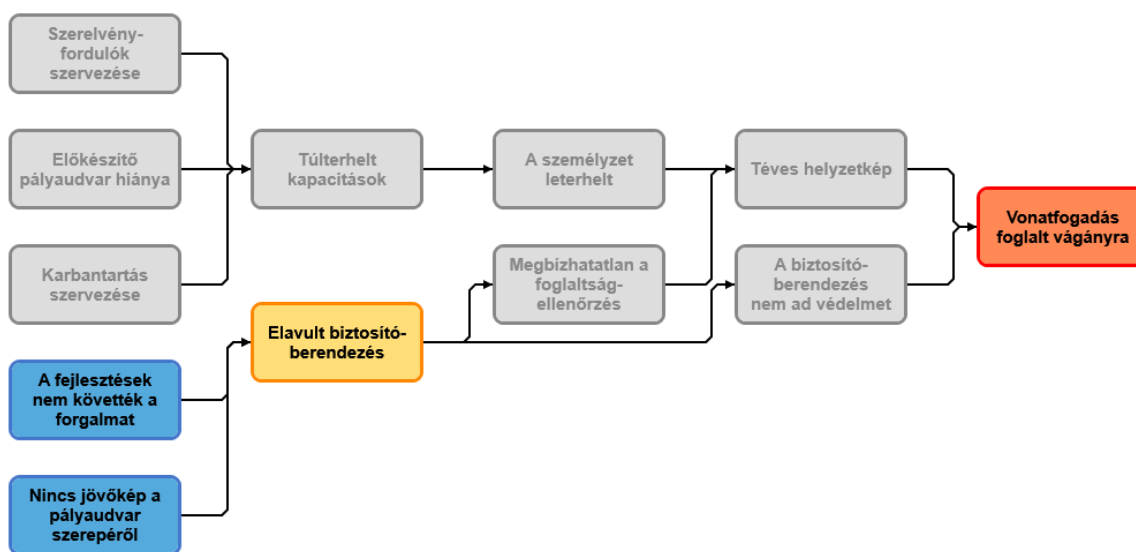 Szerelvény-
fordulók
szervezése
Előkészítő
pályaudvar hiánya
Túlterhelt
kapacitások
A személyzet
leterhelt
Téves helyzetkép
Vonatfogadás
foglalt vágányra
Karbantartás
szervezése
Megbízhatatlan a
foglaltság-
ellenőrzés
A biztosító-
berendezés
nem ad védelmet
Elavult biztosító-
berendezés
A fejlesztések
nem követték a
forgalmat
Nincs jövőkép a
pályaudvar
szerepéről